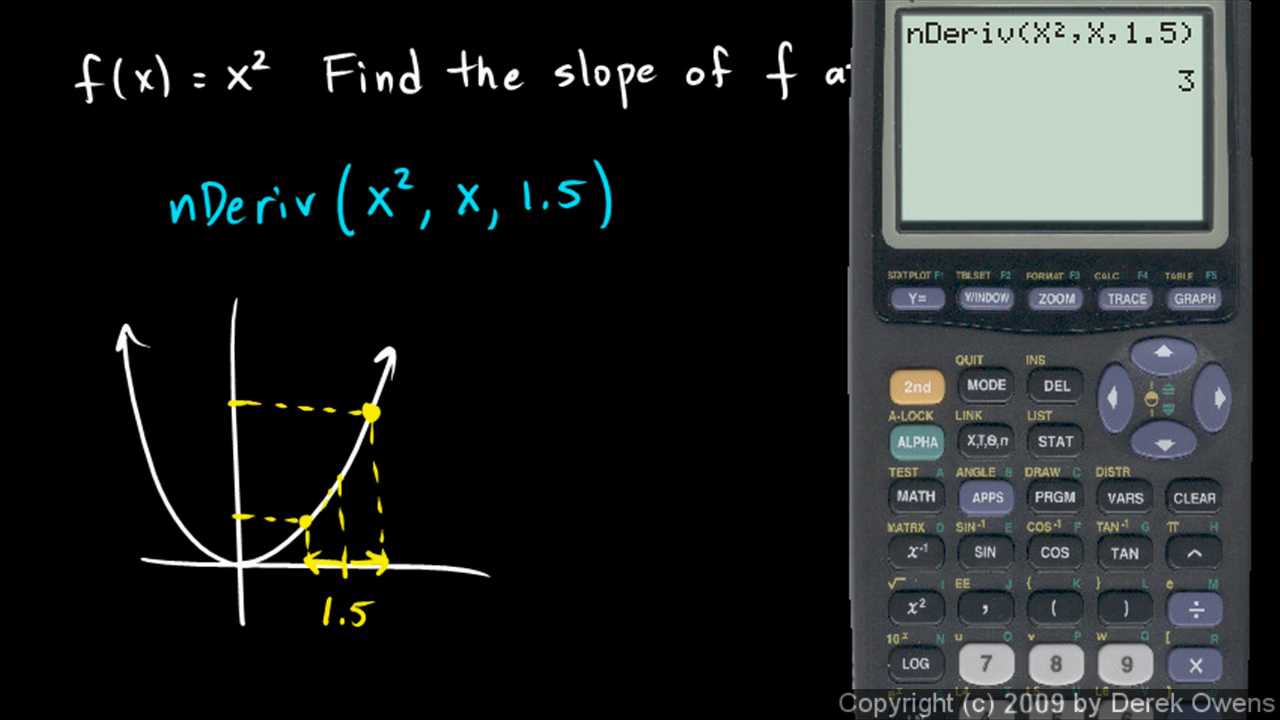 f(x) = x² Find the slope of f a
nDeriv(x², x, 1.5)
1.5
nDeriv(X²,X,1.5)
3
STAT PLOT F1 TBLSET F2 FORMAT F3 CALC F4 TABLE F5
Y= WINDOW ZOOM TRACE GRAPH
QUIT INS
2nd MODE DEL
A-LOCK LINK LIST
ALPHA X,T,Θ,n STAT
TEST A ANGLE B DRAW C DISTR
MATH APPS PRGM VARS CLEAR
MATRX D SIN⁻¹ E COS⁻¹ F TAN⁻¹ G π H
x⁻¹ SIN COS TAN ^
√ I EE J { K } L e M
x² , ( ) ÷
10ˣ N u O v P w Q [ R
LOG 7 8 9 ×
Copyright (c) 2009 by Derek Owens